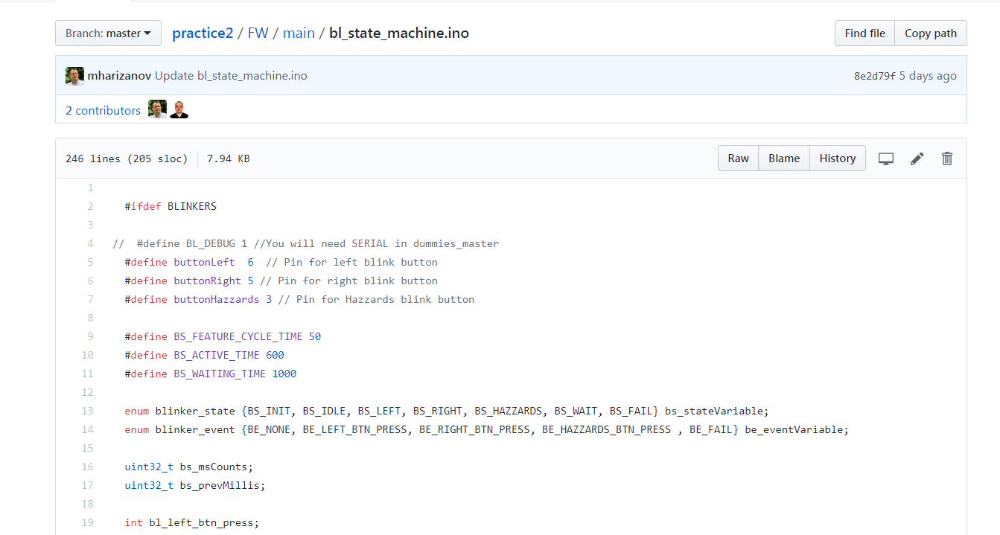 Branch: master practice2 / FW / main / bl_state_machine.ino Find file Copy path
mharizanov Update bl_state_machine.ino 8e2d79f 5 days ago
2 contributors
246 lines (205 sloc) 7.94 KB Raw Blame History
1
2 #ifdef BLINKERS
3
4 // #define BL_DEBUG 1 //You will need SERIAL in dummies_master
5 #define buttonLeft 6 // Pin for left blink button
6 #define buttonRight 5 // Pin for right blink button
7 #define buttonHazzards 3 // Pin for Hazzards blink button
8
9 #define BS_FEATURE_CYCLE_TIME 50
10 #define BS_ACTIVE_TIME 600
11 #define BS_WAITING_TIME 1000
12
13 enum blinker_state {BS_INIT, BS_IDLE, BS_LEFT, BS_RIGHT, BS_HAZZARDS, BS_WAIT, BS_FAIL} bs_stateVariable;
14 enum blinker_event {BE_NONE, BE_LEFT_BTN_PRESS, BE_RIGHT_BTN_PRESS, BE_HAZZARDS_BTN_PRESS , BE_FAIL} be_eventVariable;
15
16 uint32_t bs_msCounts;
17 uint32_t bs_prevMillis;
18
19 int bl_left_btn_press;